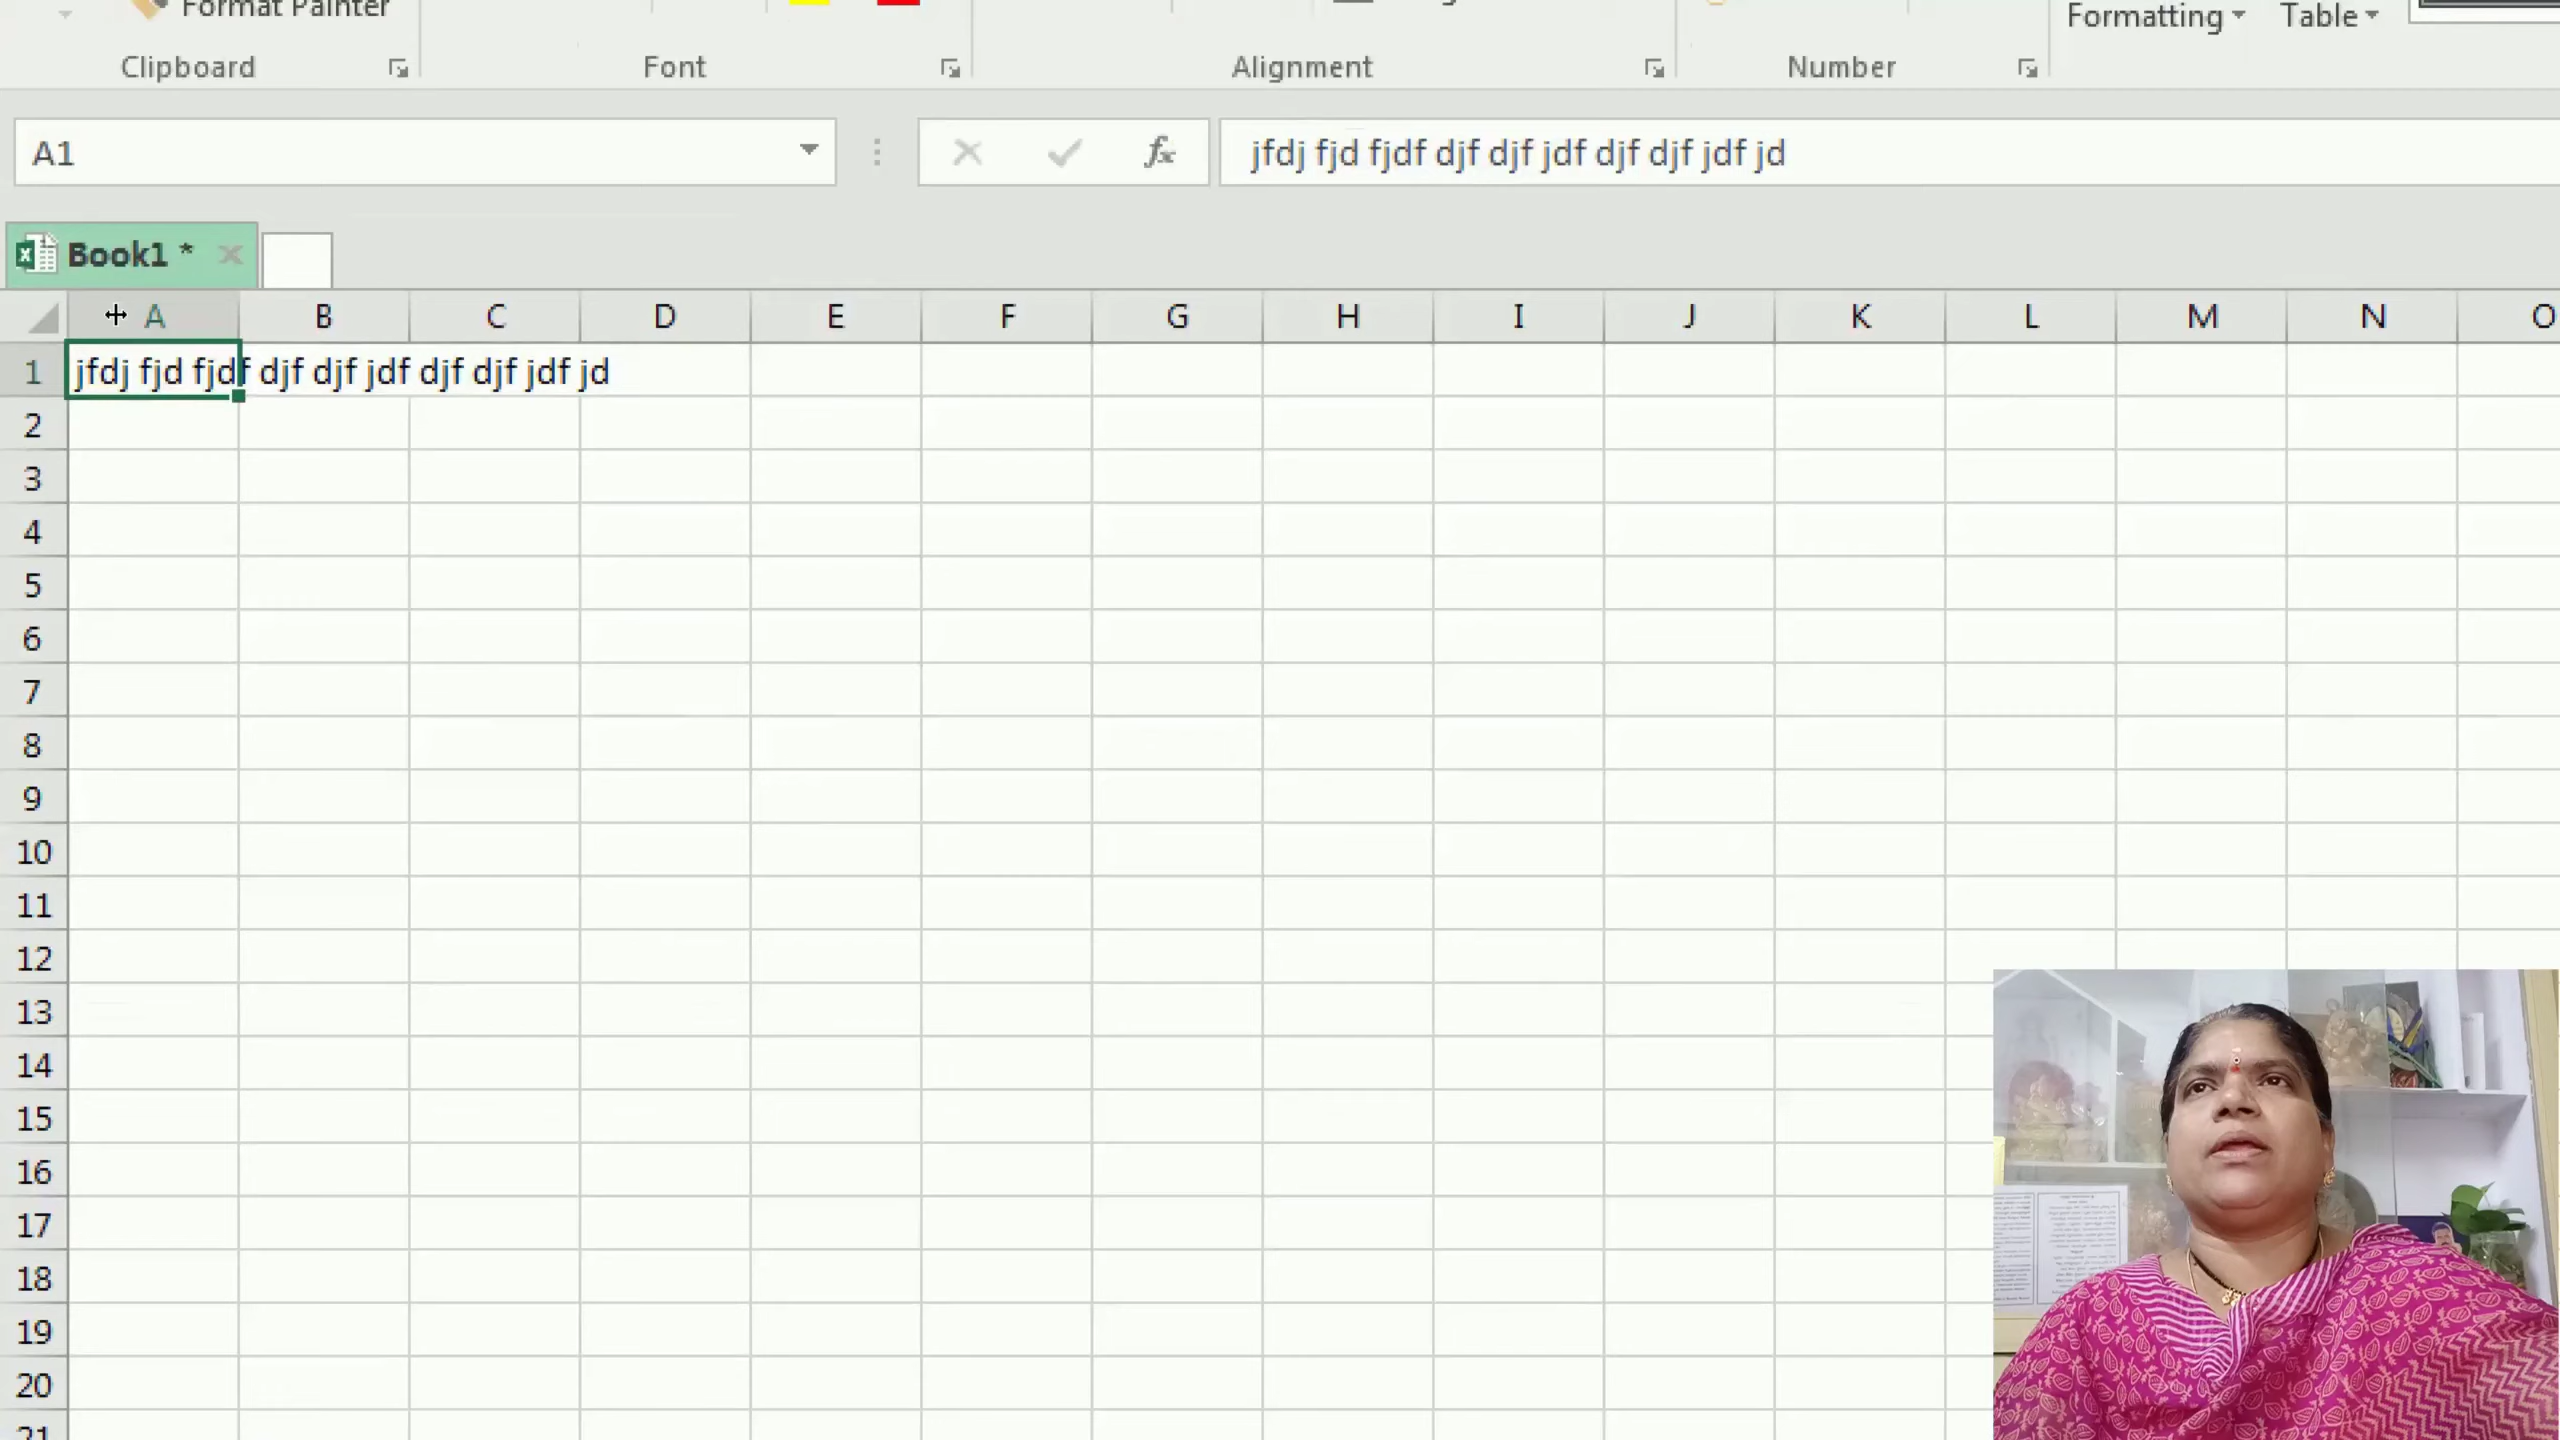 Format Painter
Formatting Table
Clipboard Font Alignment Number
A1 fx jfdj fjd fjdf djf djf jdf djf djf jdf jd
Book1 *
A B C D E F G H I J K L M N O
1 jfdj fjd fjdf djf djf jdf djf djf jdf jd
2
3
4
5
6
7
8
9
10
11
12
13
14
15
16
17
18
19
20
21